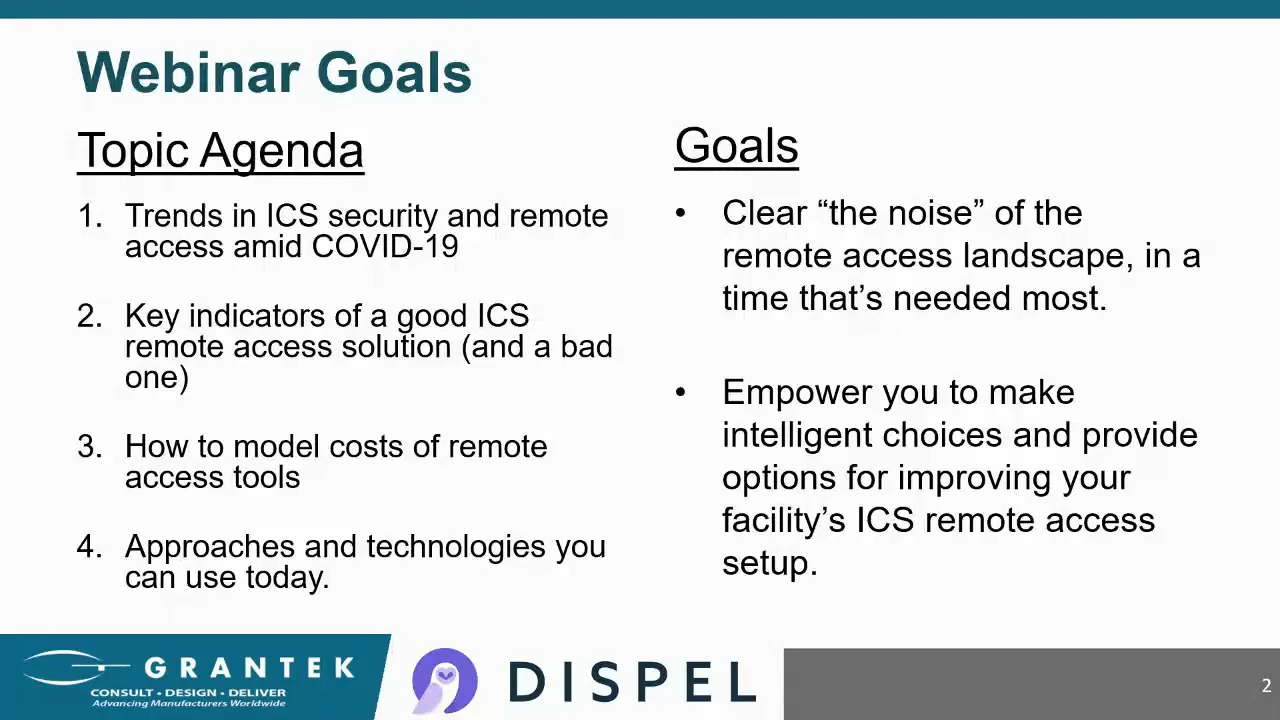 Webinar Goals
Topic Agenda
1. Trends in ICS security and remote
access amid COVID-19
2. Key indicators of a good ICS
remote access solution (and a bad
one)
3. How to model costs of remote
access tools
4. Approaches and technologies you
can use today.
Goals
• Clear “the noise” of the
remote access landscape, in a
time that’s needed most.
• Empower you to make
intelligent choices and provide
options for improving your
facility’s ICS remote access
setup.
GRANTEK
CONSULT • DESIGN • DELIVER
Advancing Manufacturers Worldwide
DISPEL
2